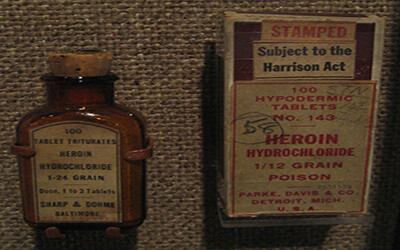 100
TABLET TRITURATES
HEROIN
HYDROCHLORIDE
1-24 GRAIN
Dose, 1 to 2 Tablets
SHARP & DOHME
BALTIMORE
STAMPED
Subject to the
Harrison Act
100
HYPODERMIC
TABLETS
No. 143
HEROIN
HYDROCHLORIDE
1/12 GRAIN
POISON
PARKE, DAVIS & CO.
DETROIT, MICH.
U. S. A.